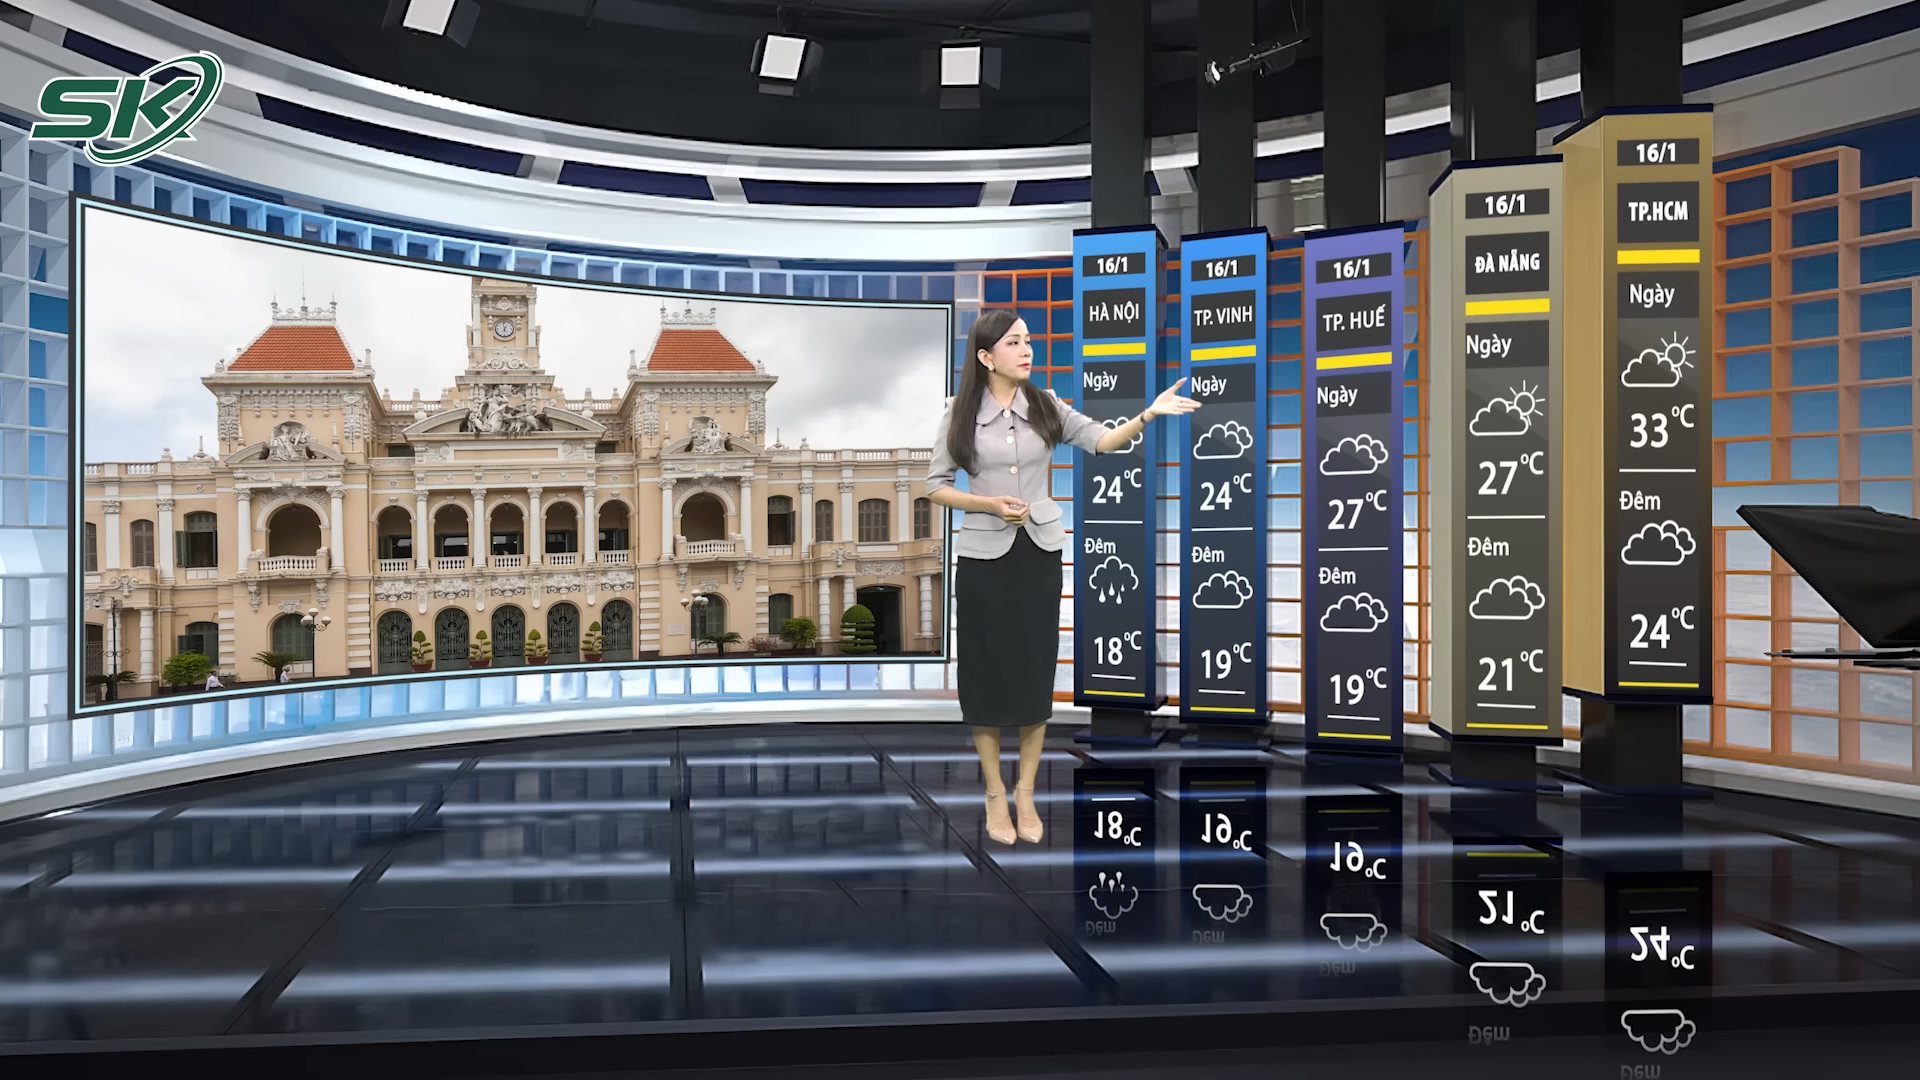 SK
16/1
HÀ NỘI
Ngày
24°C
Đêm
18°C
16/1
TP. VINH
Ngày
24°C
Đêm
19°C
16/1
TP. HUẾ
Ngày
27°C
Đêm
19°C
16/1
ĐÀ NẴNG
Ngày
27°C
Đêm
21°C
16/1
TP.HCM
Ngày
33°C
Đêm
24°C